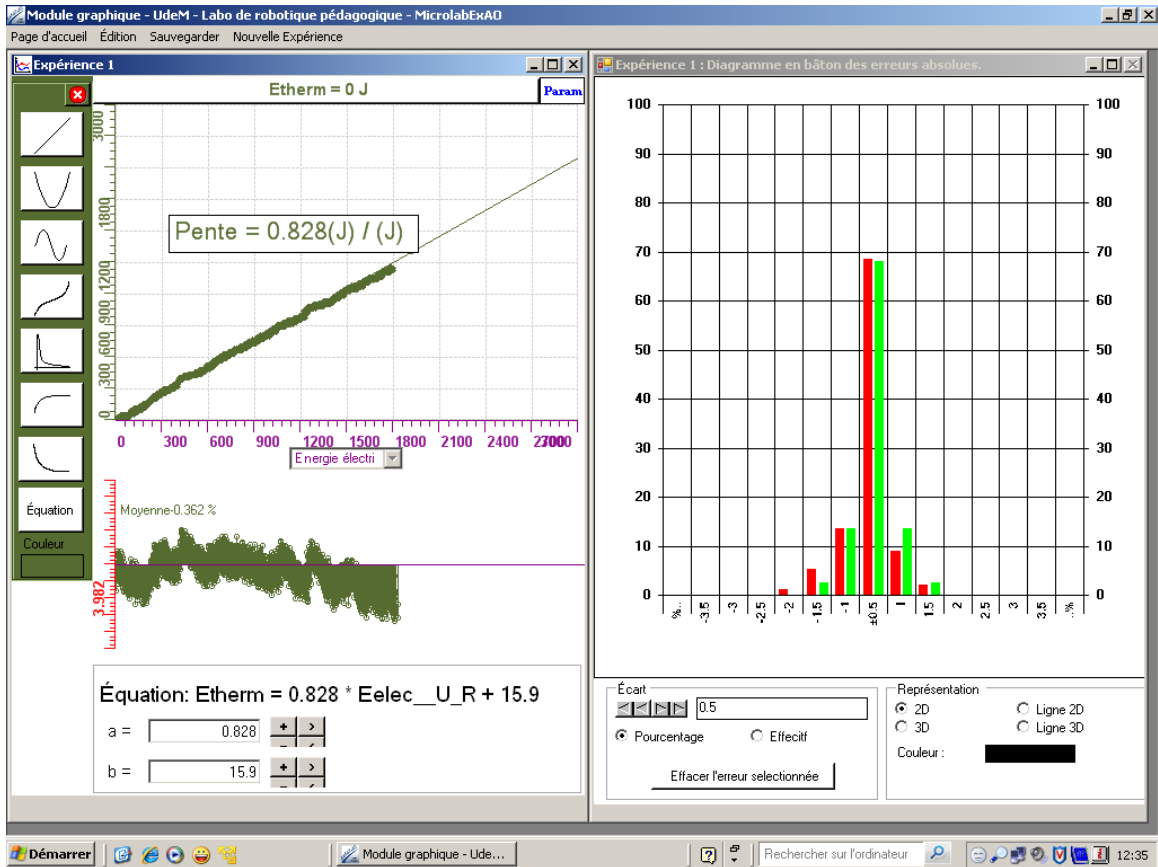 Module graphique - UdeM - Labo de robotique pédagogique - MicrolabExAO
Page d'accueil Édition Sauvegarder Nouvelle Expérience
Expérience 1
Etherm = 0 J
Param
3000
1800
1200
900
600
300
0
Pente = 0.828(J) / (J)
0 300 600 900 1200 1500 1800 2100 2400 2700 3000
Energie électri
Équation
Couleur
Moyenne-0.362 %
3.982
Équation: Etherm = 0.828 * Eelec__U_R + 15.9
a = 0.828 + >
b = 15.9 + >
Expérience 1 : Diagramme en bâton des erreurs absolues.
100 100
90 90
80 80
70 70
60 60
50 50
40 40
30 30
20 20
10 10
0 0
%.. -3.5 -3 -2.5 -2 -1.5 -1 ±0.5 1 1.5 2 2.5 3 3.5 ..%
Écart
0.5
Pourcentage Effecitf
Effacer l'erreur selectionnée
Représentation
2D Ligne 2D
3D Ligne 3D
Couleur :
Démarrer
Module graphique - Ude...
Rechercher sur l'ordinateur
12:35